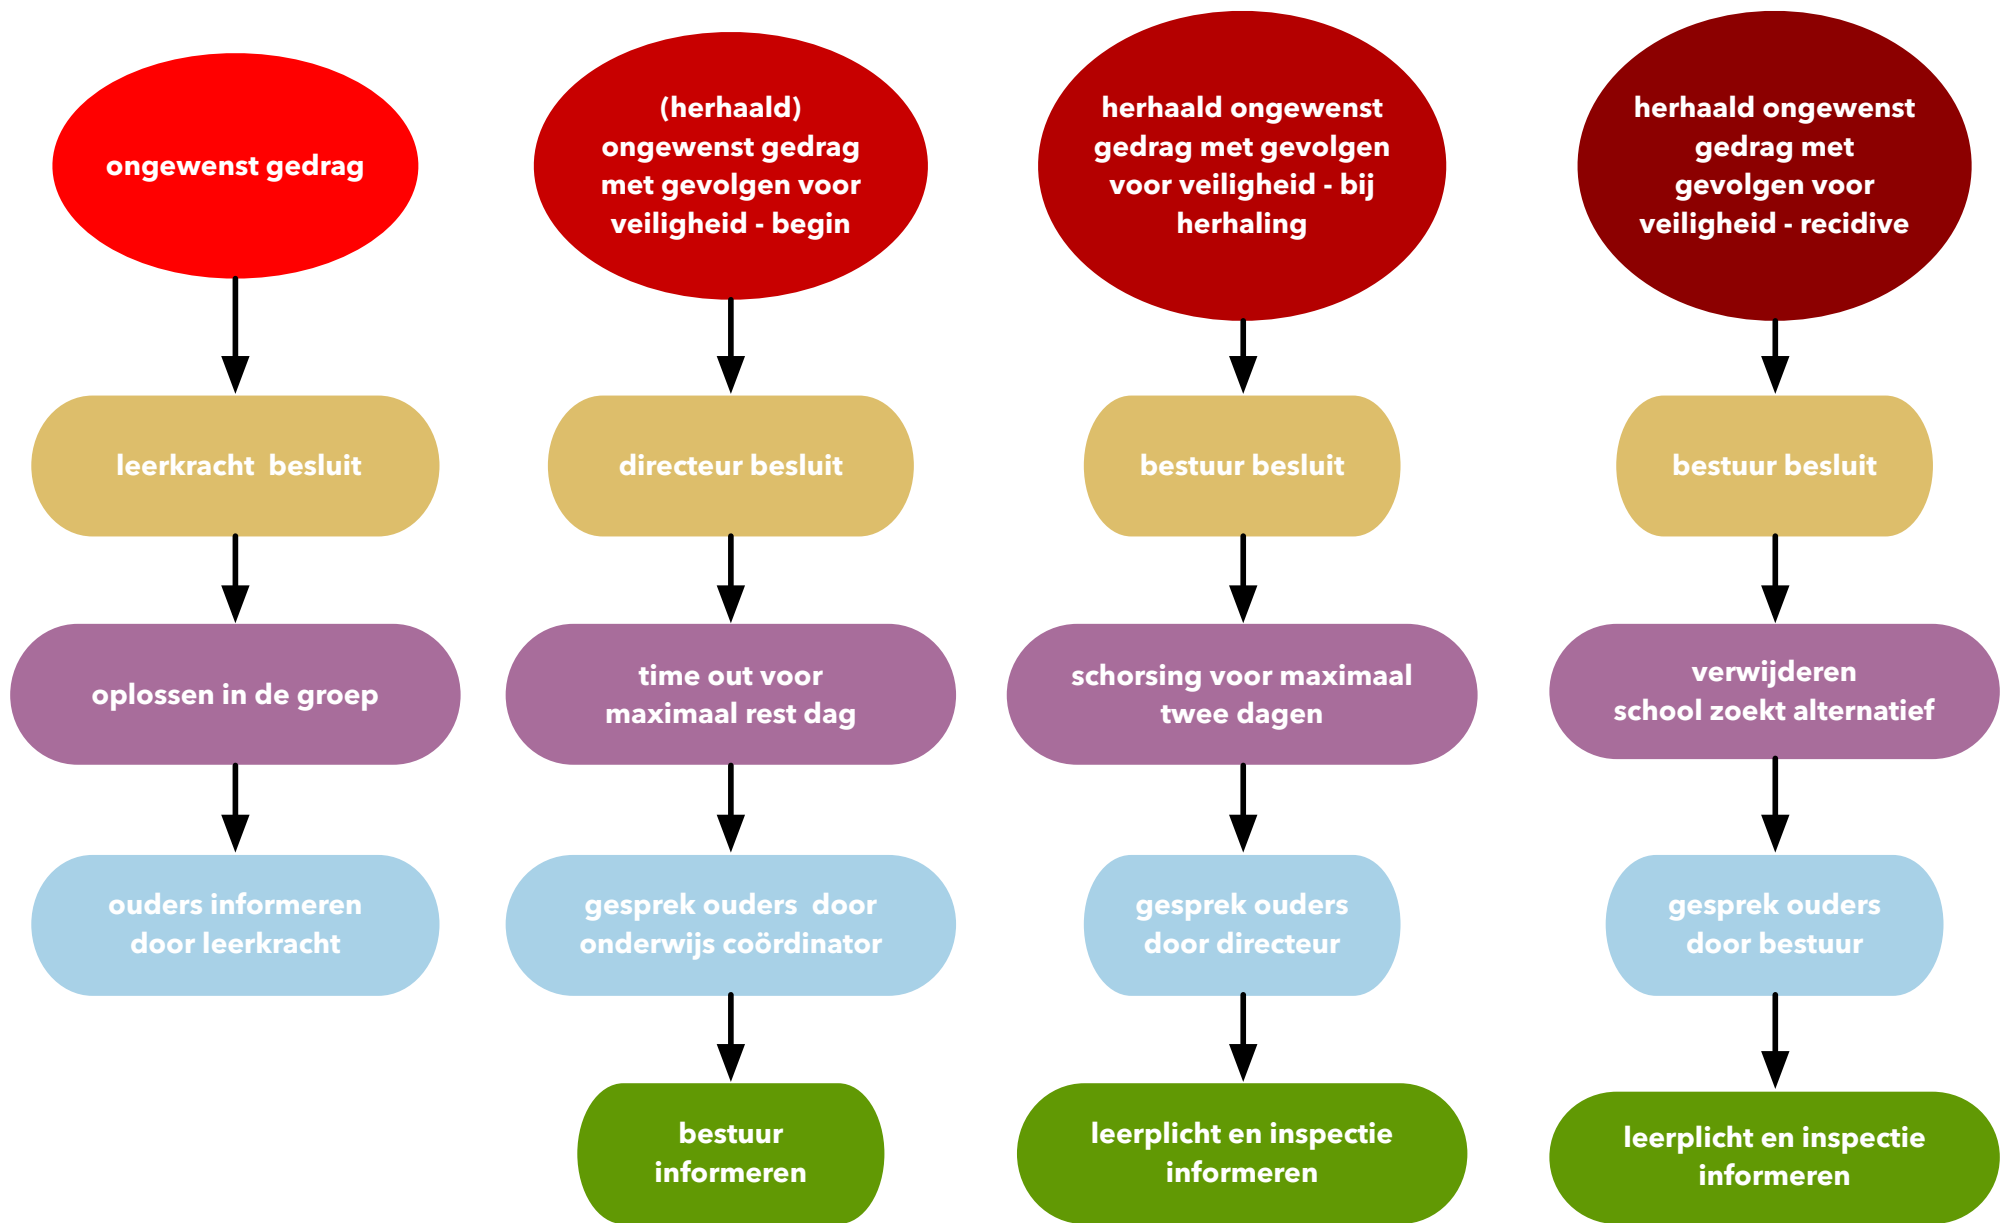 ongewenst gedrag
(herhaald)
ongewenst gedrag
met gevolgen voor
veiligheid - begin
herhaald ongewenst
gedrag met gevolgen
voor veiligheid - bij
herhaling
herhaald ongewenst
gedrag met
gevolgen voor
veiligheid - recidive
leerkracht  besluit
directeur besluit
bestuur besluit
bestuur besluit
oplossen in de groep
time out voor
maximaal rest dag
schorsing voor maximaal
twee dagen
verwijderen
school zoekt alternatief
ouders informeren
door leerkracht
gesprek ouders  door
onderwijs coördinator
gesprek ouders
door directeur
gesprek ouders
door bestuur
bestuur
informeren
leerplicht en inspectie
informeren
leerplicht en inspectie
informeren